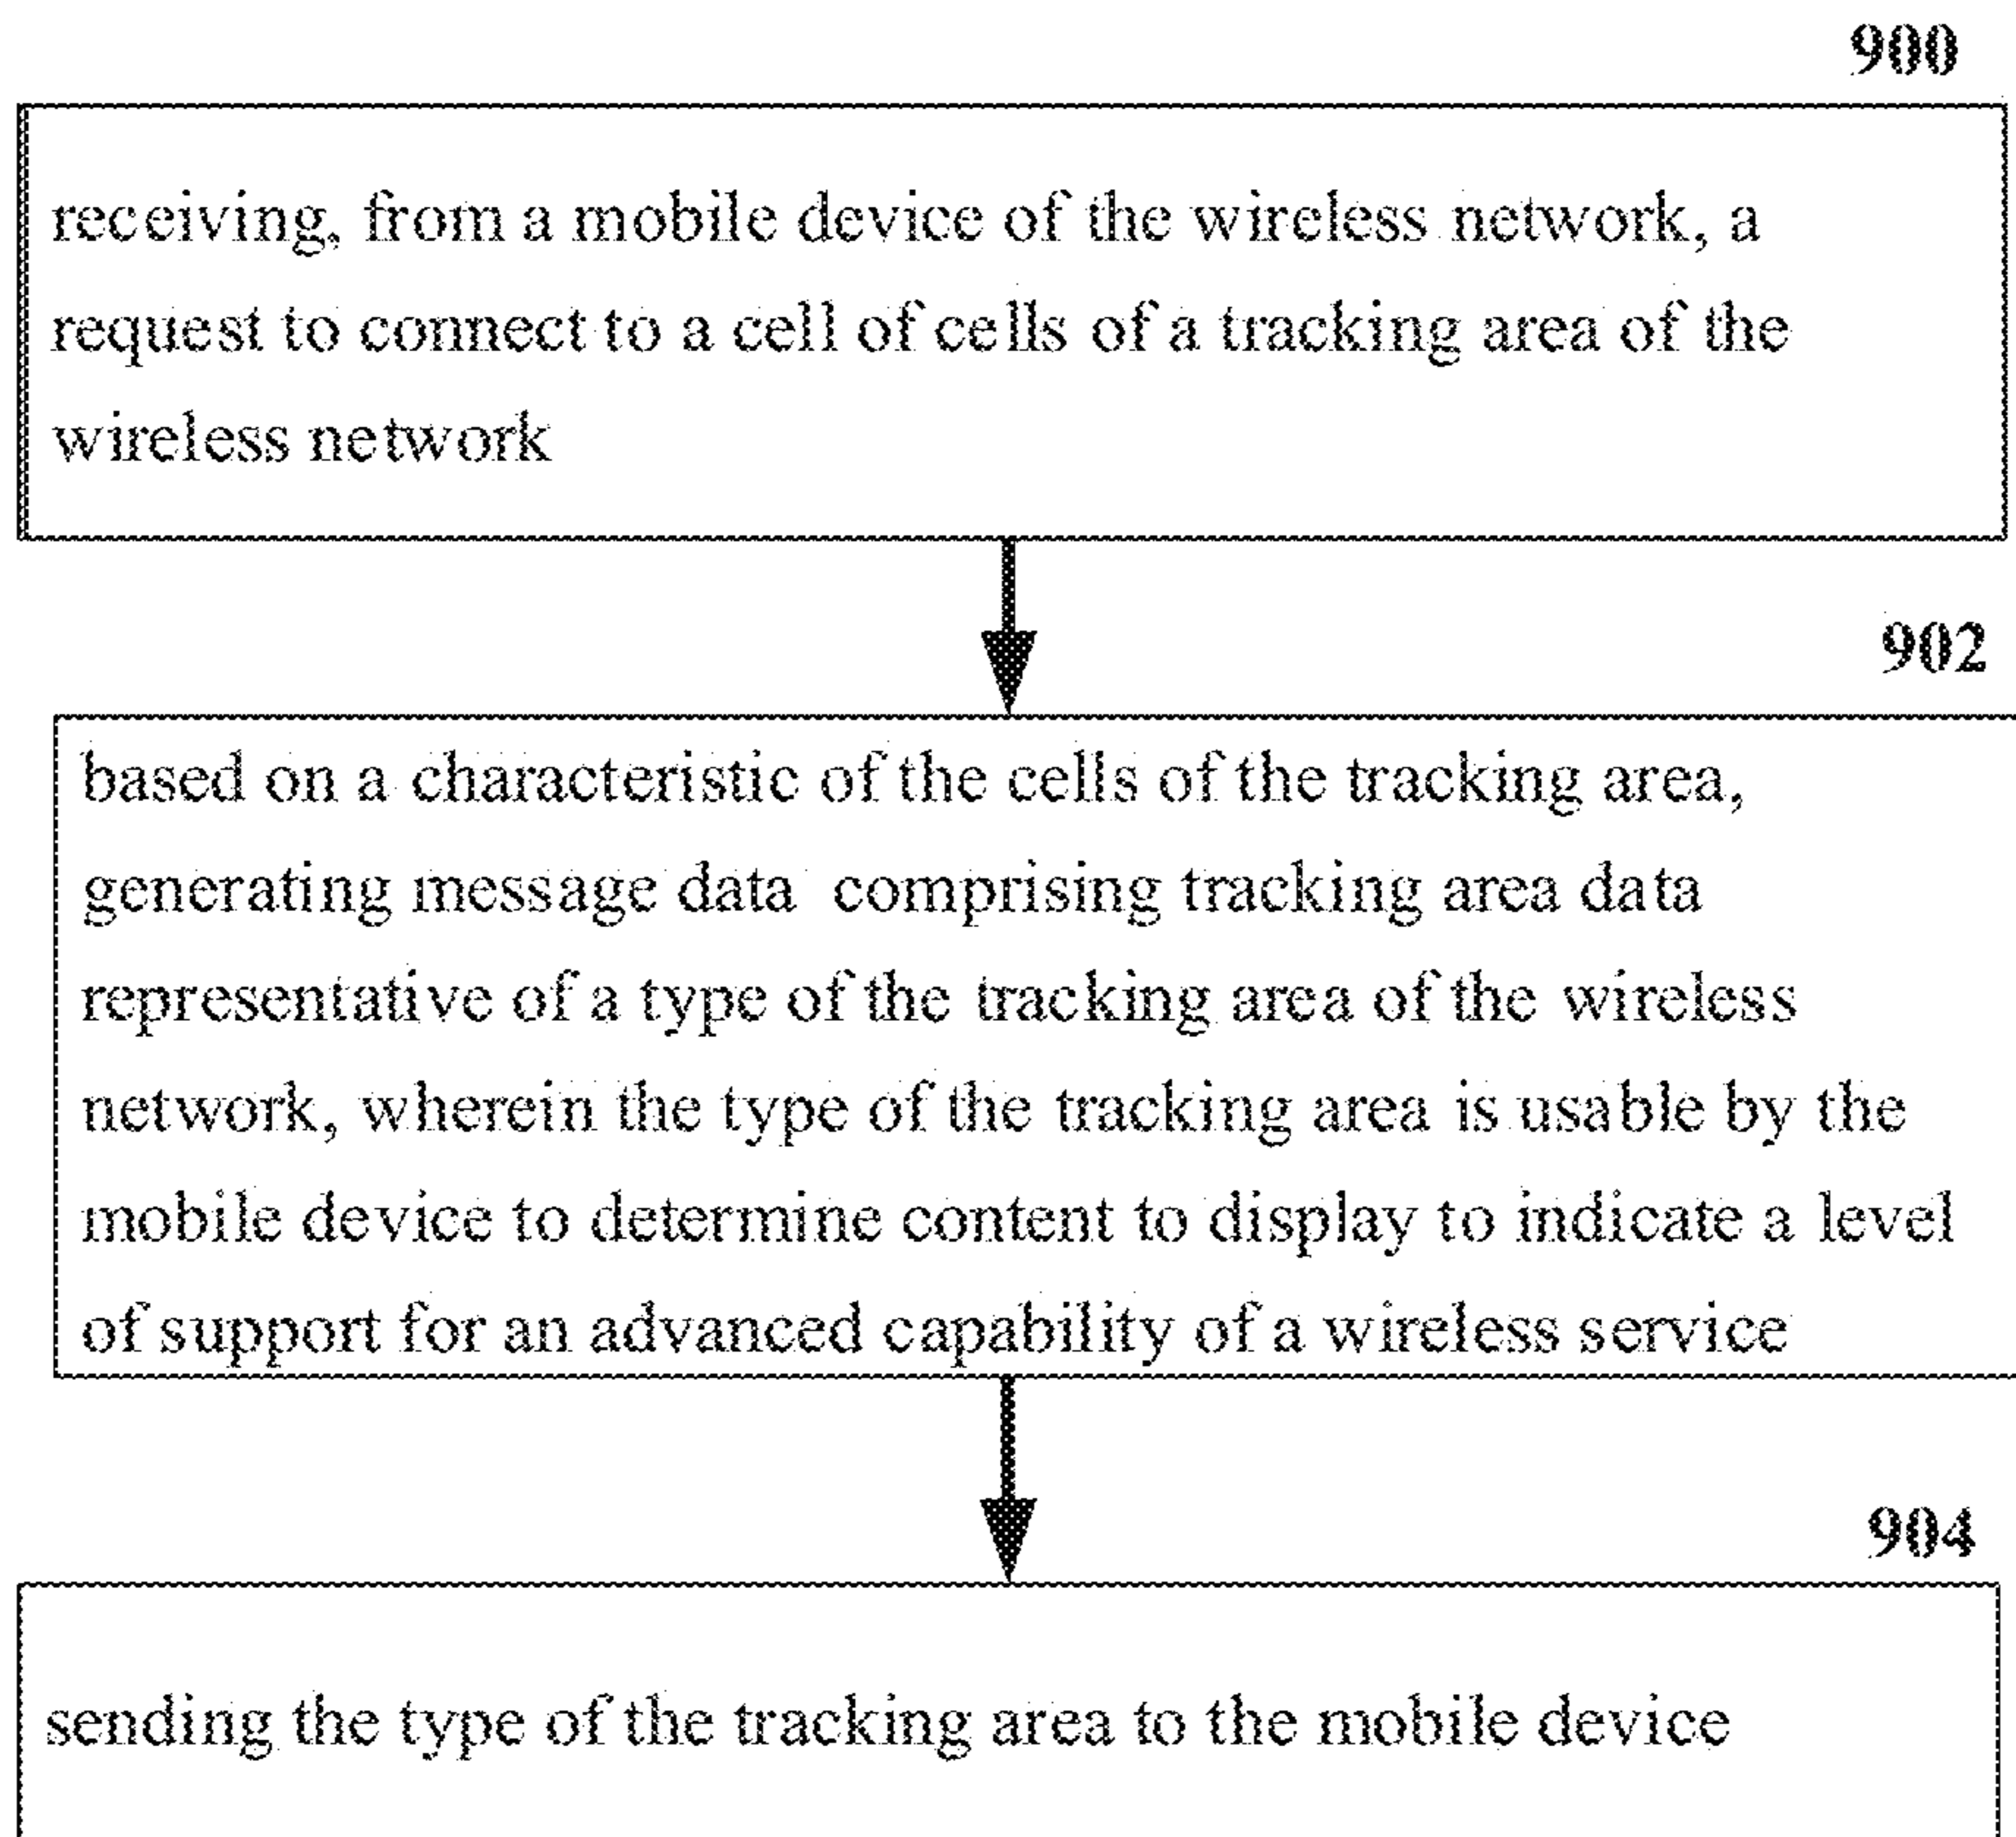 900
receiving, from a mobile device of the wireless network, a
request to connect to a cell of cells of a tracking area of the
wireless network
902
based on a characteristic of the cells of the tracking area,
generating message data comprising tracking area data
representative of a type of the tracking area of the wireless
network, wherein the type of the tracking area is usable by the
mobile device to determine content to display to indicate a level
of support for an advanced capability of a wireless service
904
sending the type of the tracking area to the mobile device